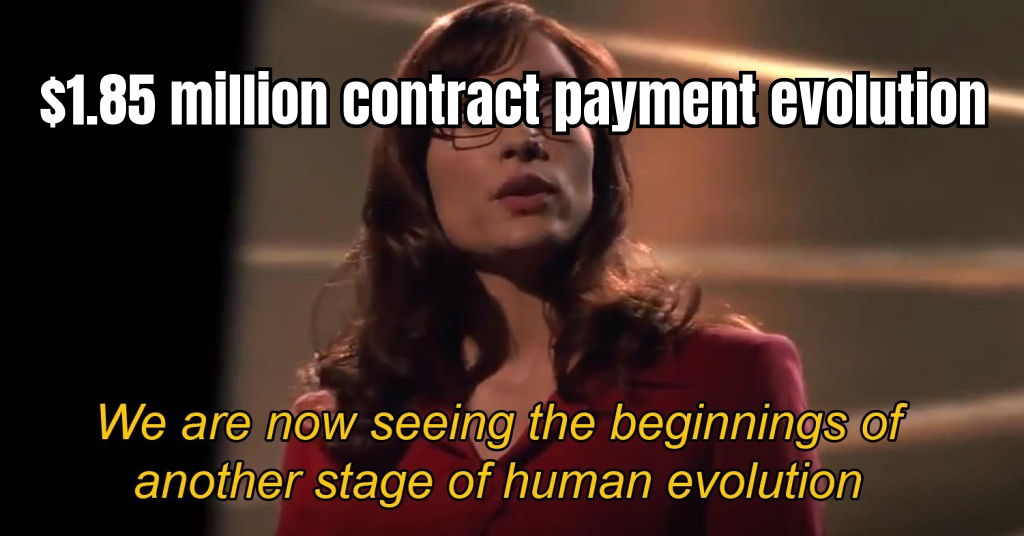 $1.85 million contract payment evolution
We are now seeing the beginnings of
another stage of human evolution